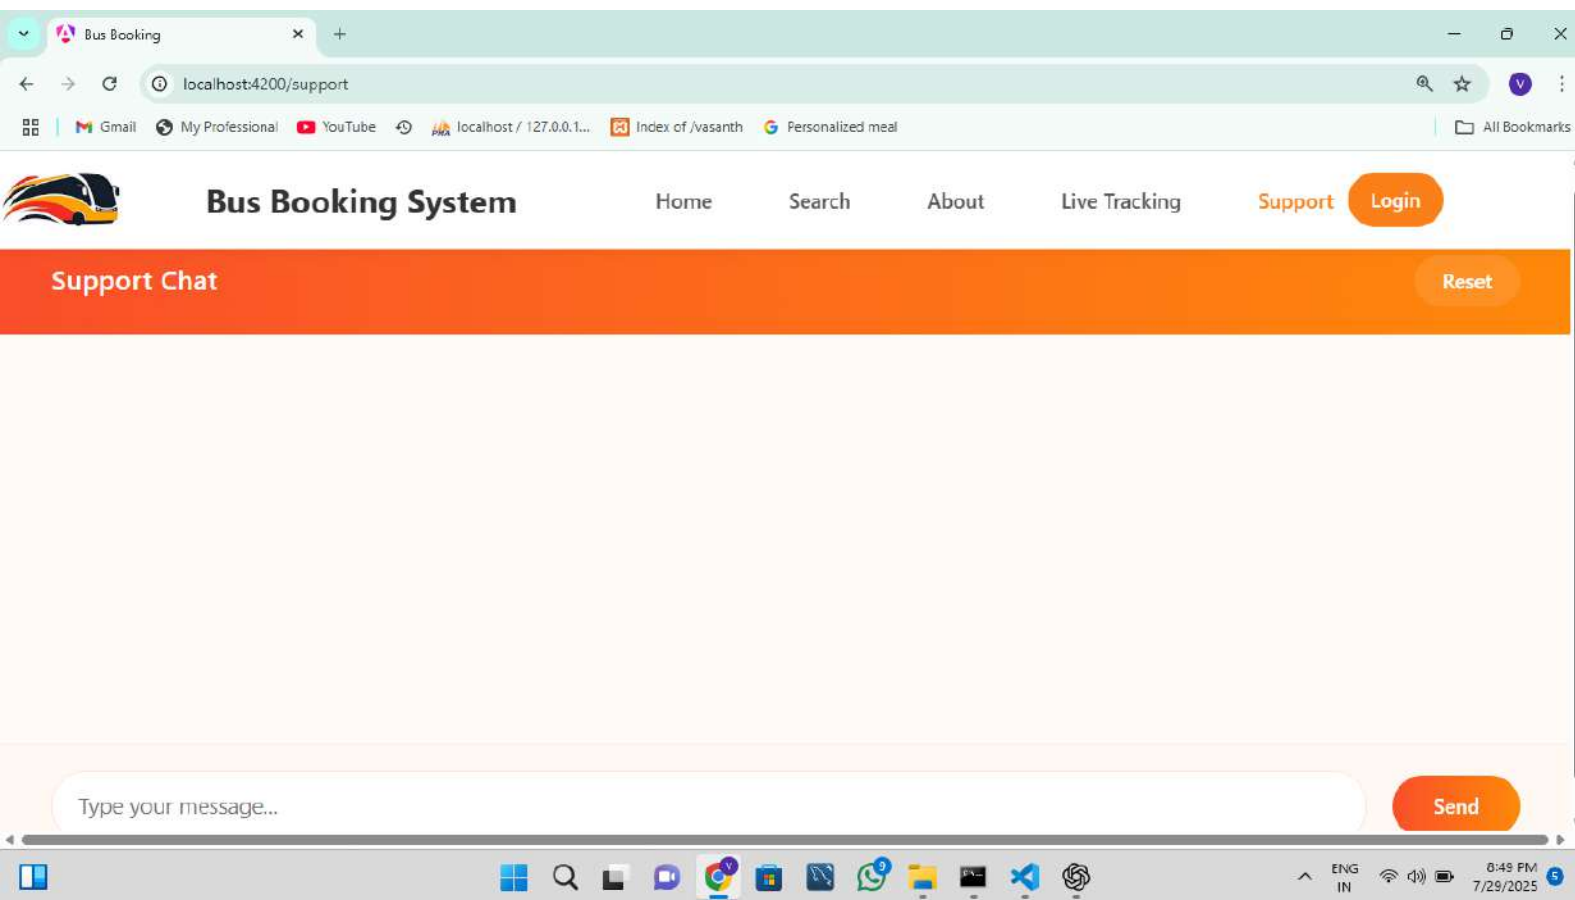 Bus Booking
localhost:4200/support
V
Gmail My Professional YouTube localhost / 127.0.0.1... Index of /vasanth Personalized meal All Bookmarks
Bus Booking System Home Search About Live Tracking Support Login
Support Chat Reset
Type your message... Send
ENG 8:49 PM
IN 7/29/2025 5